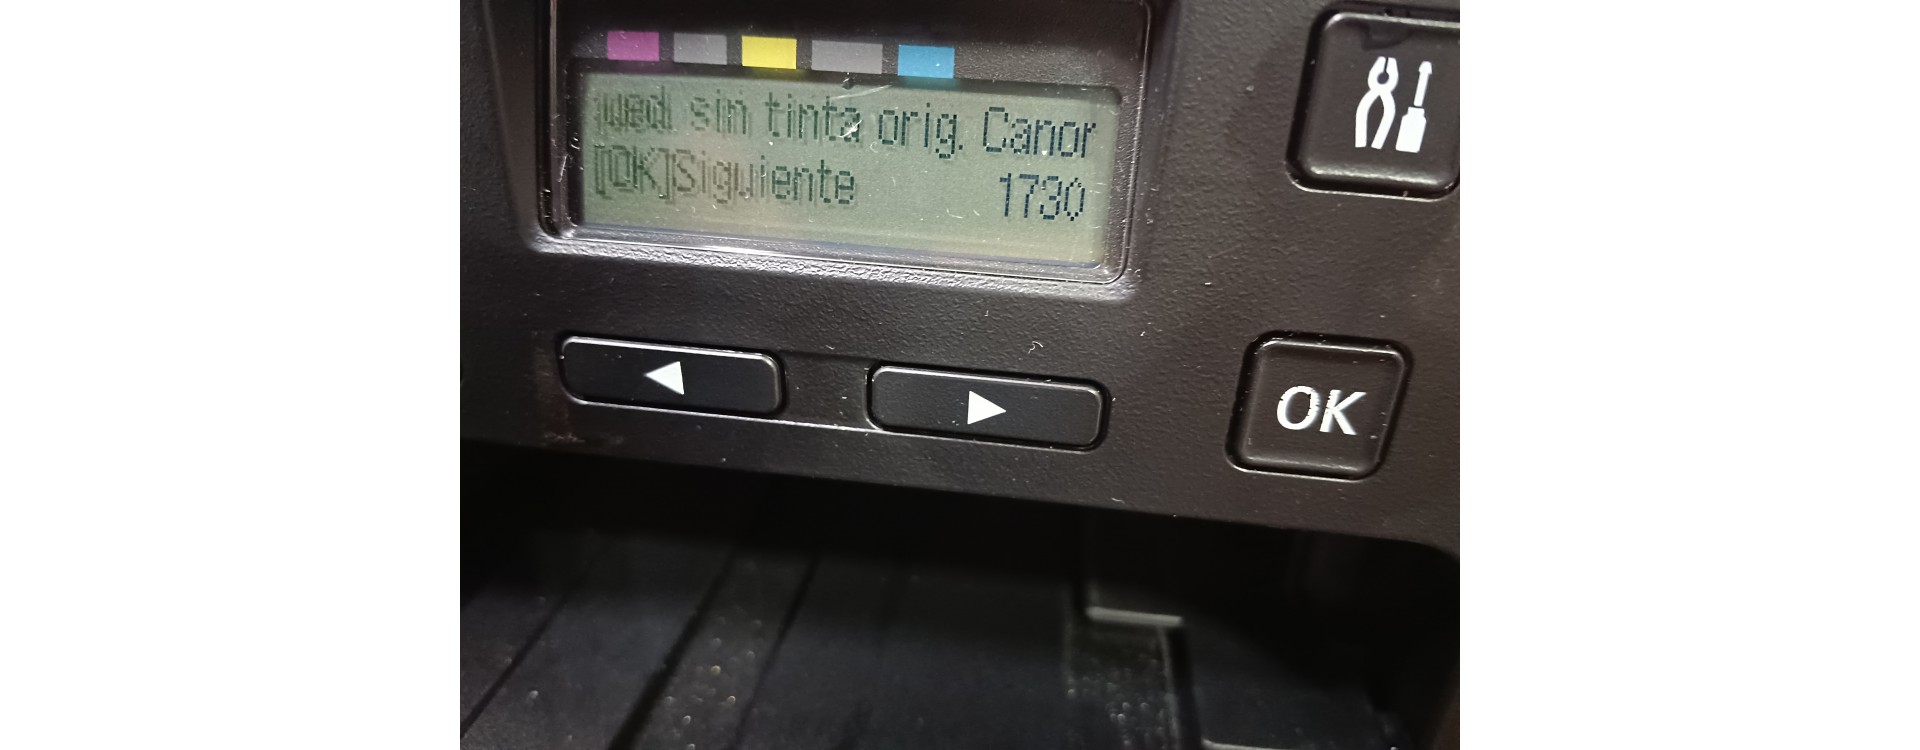 sin tinta orig. Canor
[OK]Siguiente 1730
OK